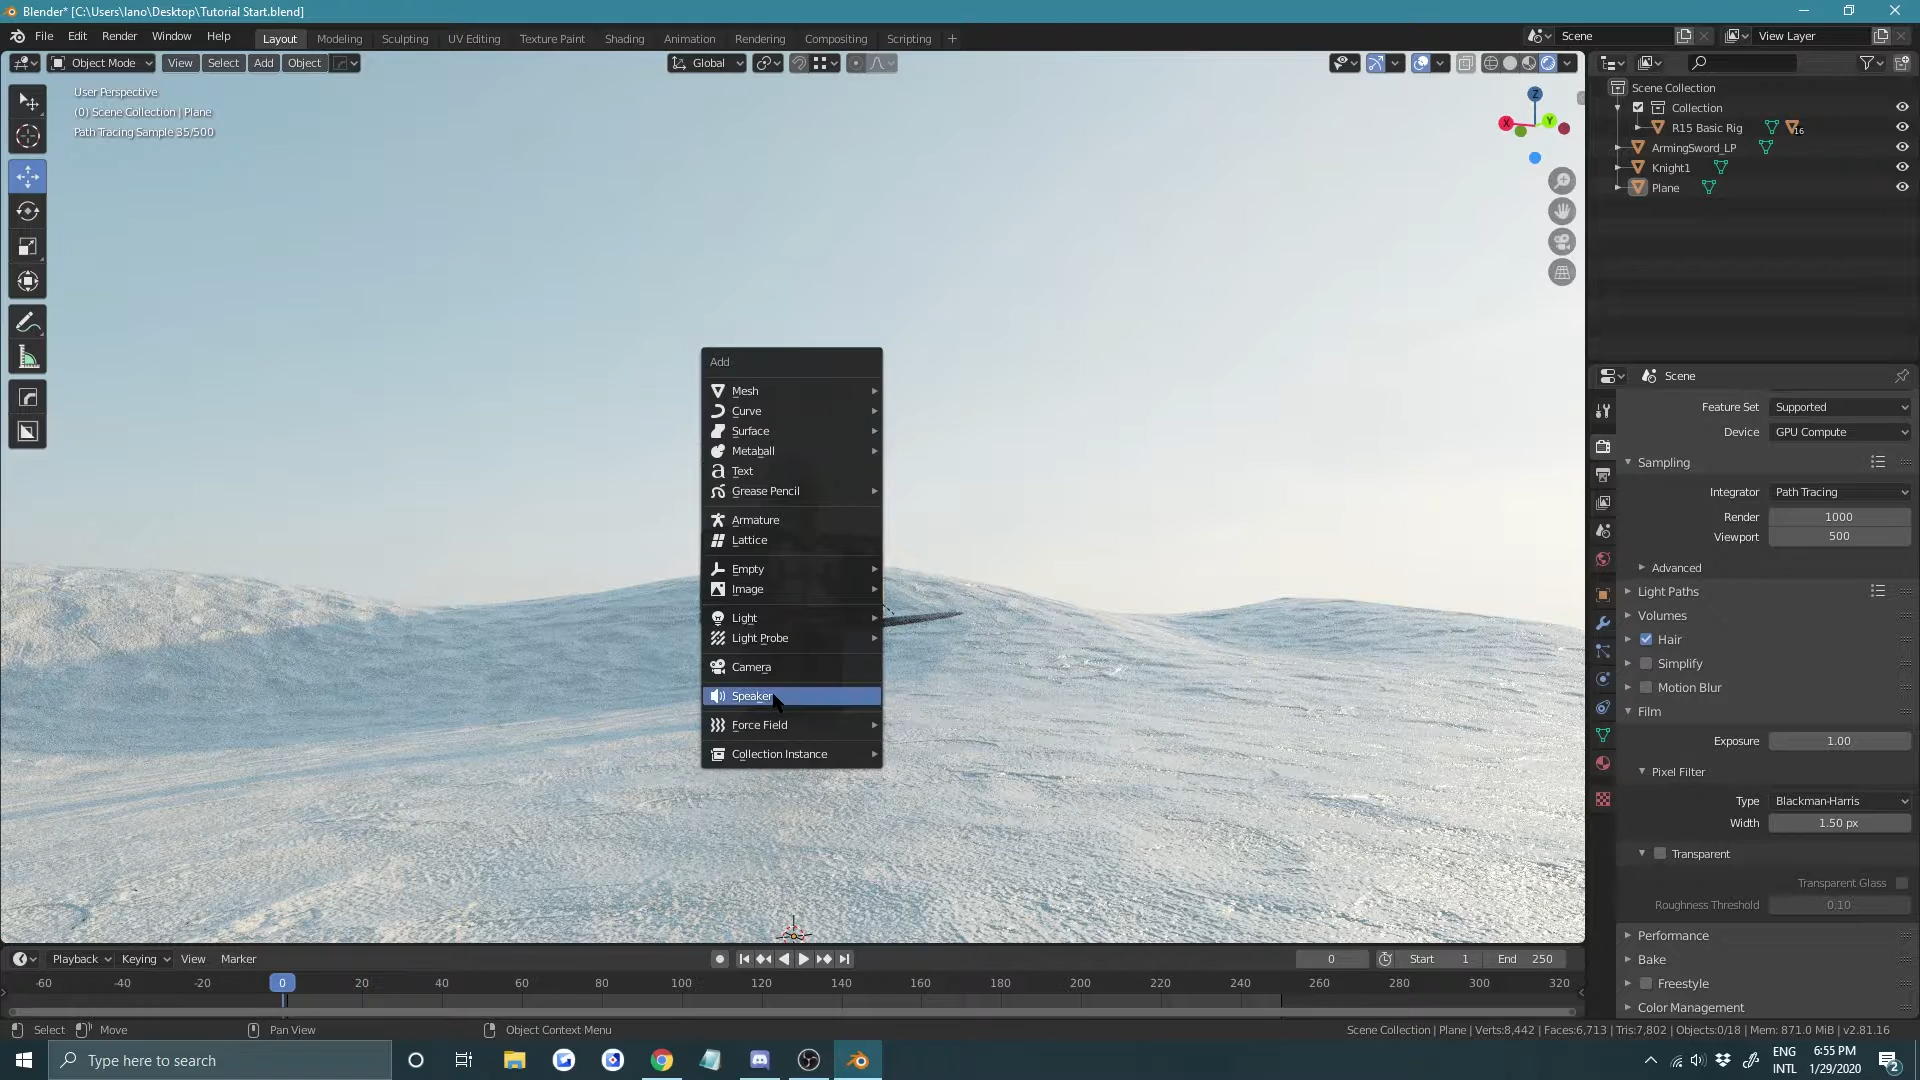 Blender* [C:\Users\lano\Desktop\Tutorial Start.blend]
File Edit Render Window Help Layout Modeling Sculpting UV Editing Texture Paint Shading Animation Rendering Compositing Scripting + Scene View Layer
Object Mode View Select Add Object Global
User Perspective
(0) Scene Collection | Plane
Path Tracing Sample 35/500
Z
X
Y
Scene Collection
Collection
R15 Basic Rig 16
ArmingSword_LP
Knight1
Plane
Add
Mesh
Curve
Surface
Metaball
Text
Grease Pencil
Armature
Lattice
Empty
Image
Light
Light Probe
Camera
Speaker
Force Field
Collection Instance
Scene
Feature Set Supported
Device GPU Compute
Sampling
Integrator Path Tracing
Render 1000
Viewport 500
Advanced
Light Paths
Volumes
Hair
Simplify
Motion Blur
Film
Exposure 1.00
Pixel Filter
Type Blackman-Harris
Width 1.50 px
Transparent
Transparent Glass
Roughness Threshold 0.10
Performance
Bake
Freestyle
Color Management
Playback Keying View Marker 0 Start 1 End 250
-60 -40 -20 0 20 40 60 80 100 120 140 160 180 200 220 240 260 280 300 320
Select Move Pan View Object Context Menu Scene Collection | Plane | Verts:8,442 | Faces:6,713 | Tris:7,802 | Objects:0/18 | Mem: 871.0 MiB | v2.81.16
Type here to search
ENG
INTL
6:55 PM
1/29/2020
2